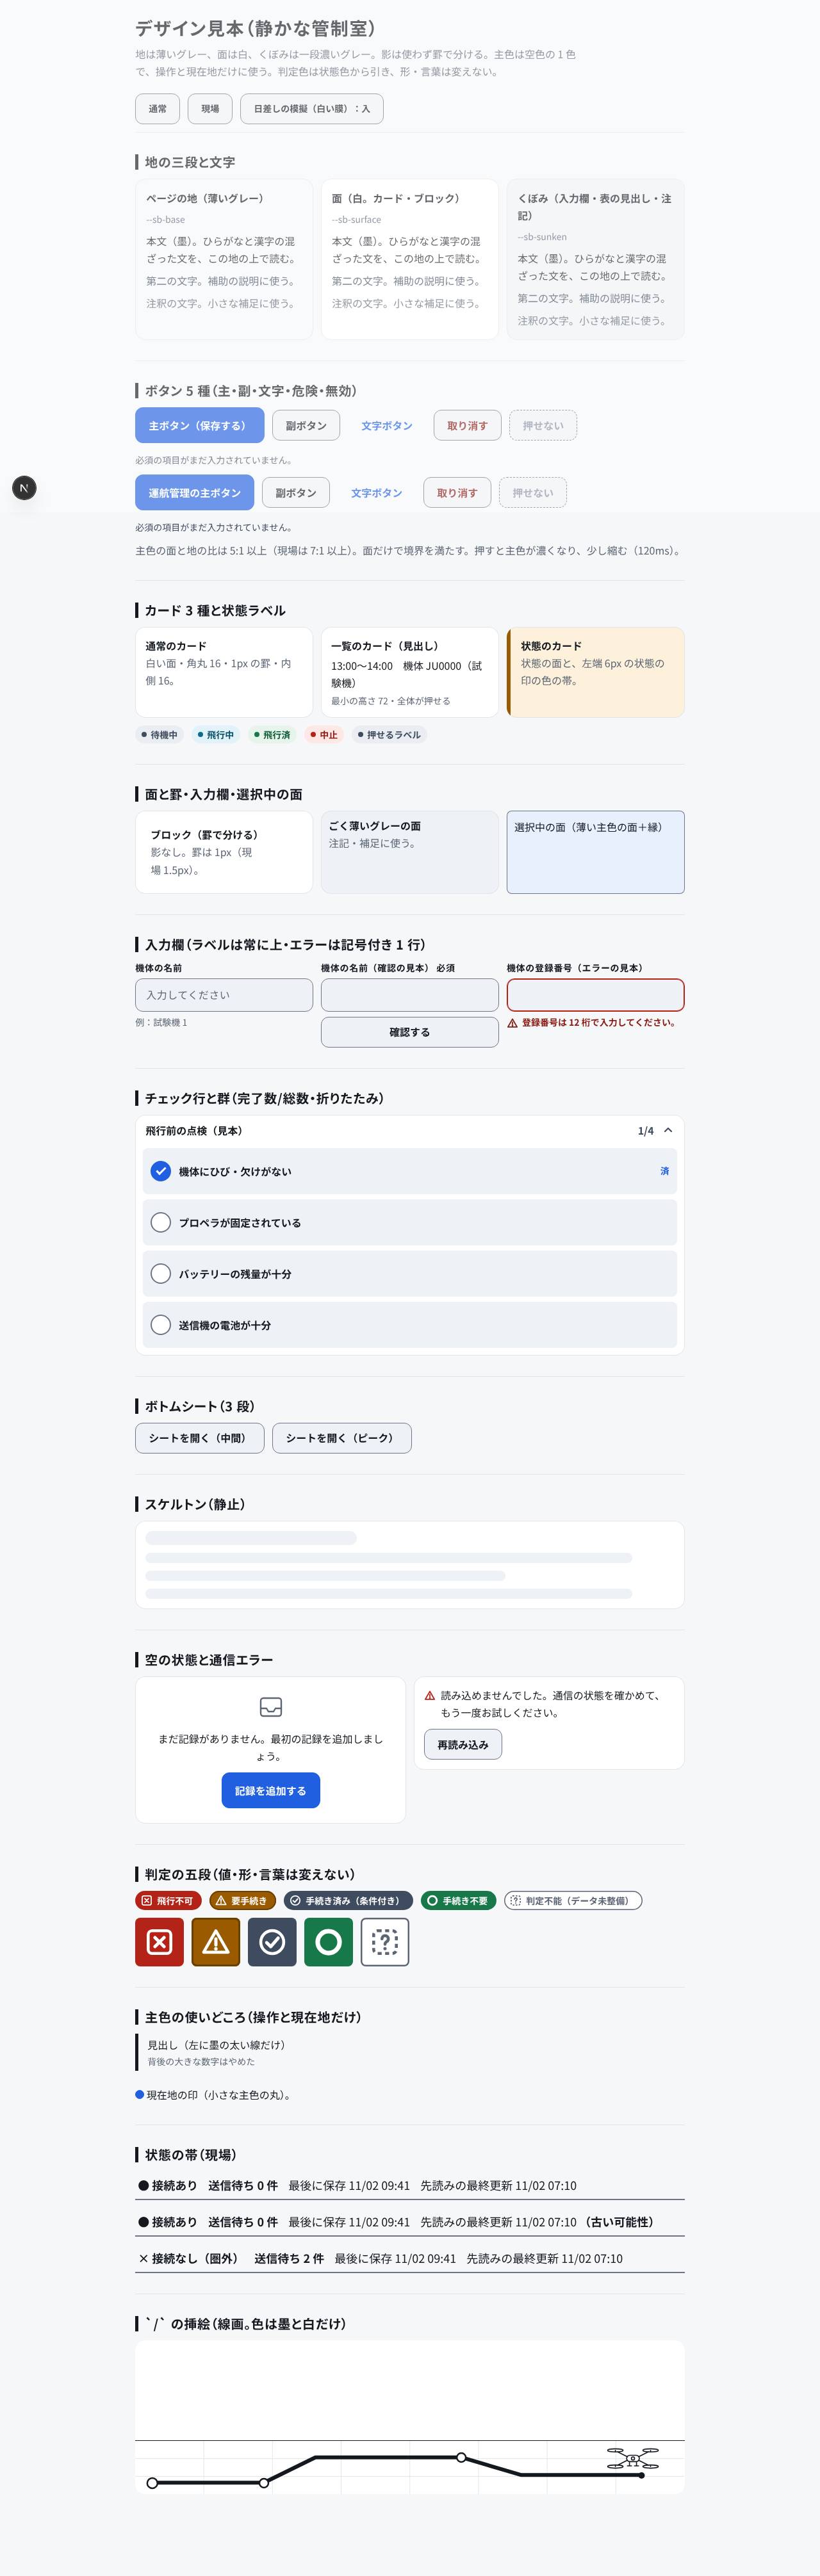 デザイン見本（静かな管制室）
地は薄いグレー、面は白、くぼみは一段濃いグレー。影は使わず罫で分ける。主色は空色の 1 色
で、操作と現在地だけに使う。判定色は状態色から引き、形・言葉は変えない。
通常
現場
日差しの模擬（白い膜）：入
地の三段と文字
ページの地（薄いグレー）
--sb-base
本文（墨）。ひらがなと漢字の混
ざった文を、この地の上で読む。
第二の文字。補助の説明に使う。
注釈の文字。小さな補足に使う。
面（白。カード・ブロック）
--sb-surface
本文（墨）。ひらがなと漢字の混
ざった文を、この地の上で読む。
第二の文字。補助の説明に使う。
注釈の文字。小さな補足に使う。
くぼみ（入力欄・表の見出し・注
記）
--sb-sunken
本文（墨）。ひらがなと漢字の混
ざった文を、この地の上で読む。
第二の文字。補助の説明に使う。
注釈の文字。小さな補足に使う。
ボタン 5 種（主・副・文字・危険・無効）
主ボタン（保存する）
副ボタン
文字ボタン
取り消す
押せない
必須の項目がまだ入力されていません。
N
運航管理の主ボタン
副ボタン
文字ボタン
取り消す
押せない
必須の項目がまだ入力されていません。
主色の面と地の比は 5:1 以上（現場は 7:1 以上）。面だけで境界を満たす。押すと主色が濃くなり、少し縮む（120ms）。
カード 3 種と状態ラベル
通常のカード
白い面・角丸 16・1px の罫・内
側 16。
一覧のカード（見出し）
13:00〜14:00　機体 JU0000（試
験機）
最小の高さ 72・全体が押せる
状態のカード
状態の面と、左端 6px の状態の
印の色の帯。
待機中
飛行中
飛行済
中止
押せるラベル
面と罫・入力欄・選択中の面
ブロック（罫で分ける）
影なし。罫は 1px（現
場 1.5px）。
ごく薄いグレーの面
注記・補足に使う。
選択中の面（薄い主色の面＋縁）
入力欄（ラベルは常に上・エラーは記号付き 1 行）
機体の名前
入力してください
例：試験機 1
機体の名前（確認の見本） 必須
確認する
機体の登録番号（エラーの見本）
登録番号は 12 桁で入力してください。
チェック行と群（完了数/総数・折りたたみ）
飛行前の点検（見本）
1/4
機体にひび・欠けがない
済
プロペラが固定されている
バッテリーの残量が十分
送信機の電池が十分
ボトムシート（3 段）
シートを開く（中間）
シートを開く（ピーク）
スケルトン（静止）
空の状態と通信エラー
まだ記録がありません。最初の記録を追加しまし
ょう。
記録を追加する
読み込めませんでした。通信の状態を確かめて、
もう一度お試しください。
再読み込み
判定の五段（値・形・言葉は変えない）
飛行不可
要手続き
手続き済み（条件付き）
手続き不要
判定不能（データ未整備）
主色の使いどころ（操作と現在地だけ）
見出し（左に墨の太い線だけ）
背後の大きな数字はやめた
現在地の印（小さな主色の丸）。
状態の帯（現場）
● 接続あり　送信待ち 0 件　最後に保存 11/02 09:41　先読みの最終更新 11/02 07:10
● 接続あり　送信待ち 0 件　最後に保存 11/02 09:41　先読みの最終更新 11/02 07:10 （古い可能性）
× 接続なし（圏外）　送信待ち 2 件　最後に保存 11/02 09:41　先読みの最終更新 11/02 07:10
`/` の挿絵（線画。色は墨と白だけ）